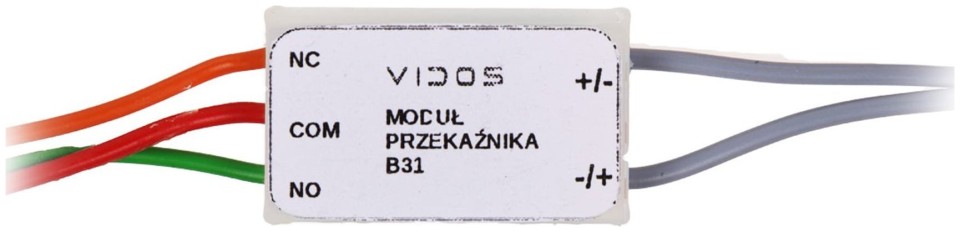 NC
VIDOS
+/-
COM
MODUŁ
PRZEKAŹNIKA
B31
NO
-/+